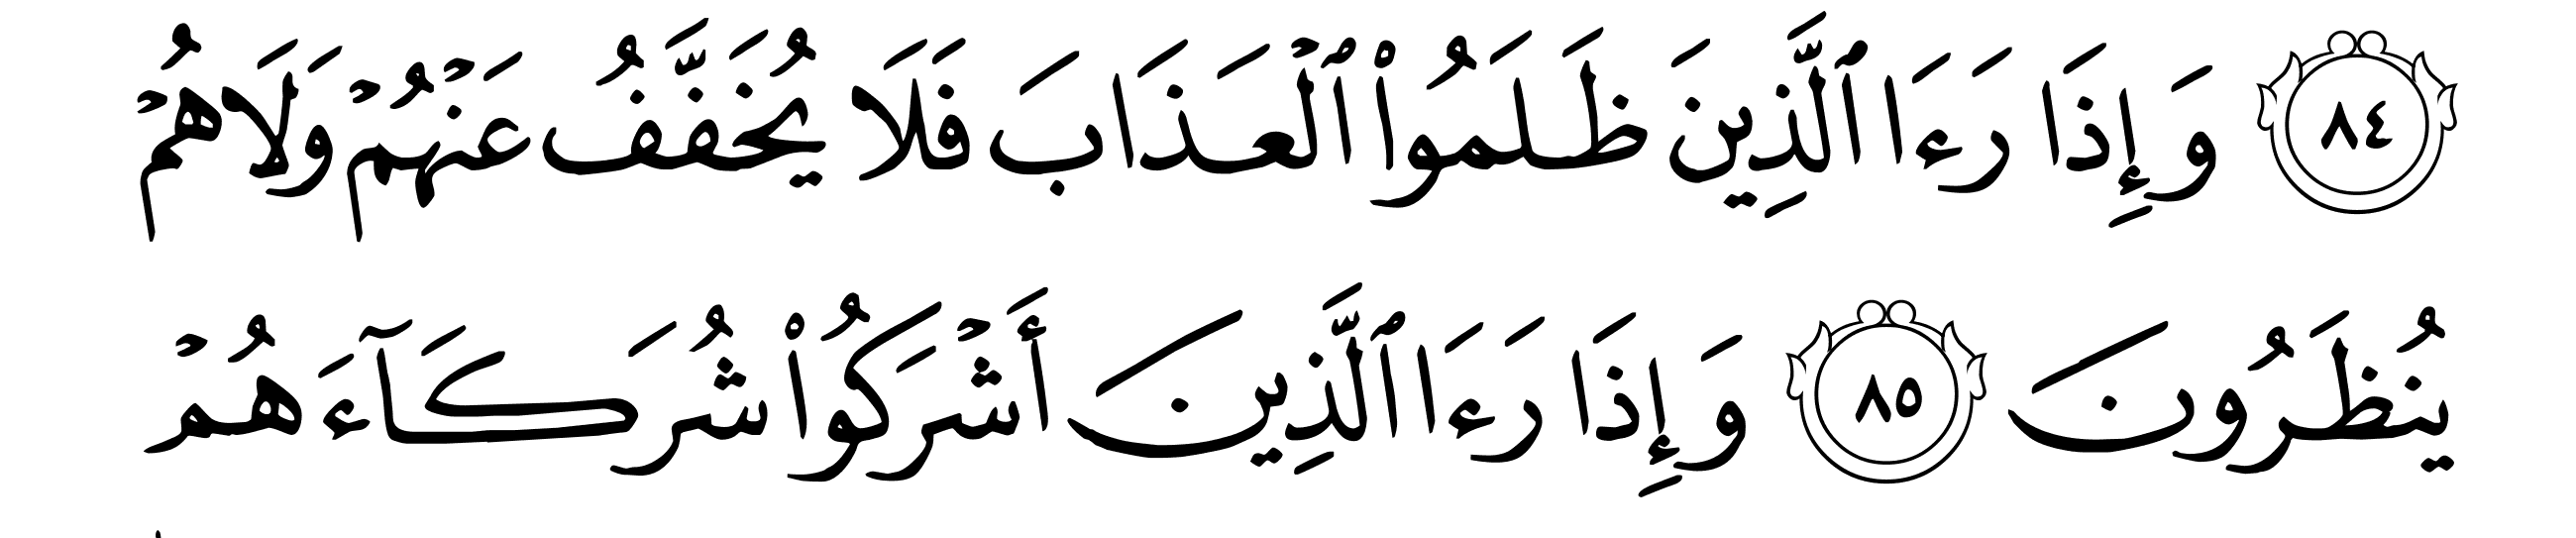 ٨٤ وَإِذَا رَءَا ٱلَّذِينَ ظَلَمُوا۟ ٱلْعَذَابَ فَلَا يُخَفَّفُ عَنْهُمْ وَلَا هُمْ
يُنظَرُونَ ٨٥ وَإِذَا رَءَا ٱلَّذِينَ أَشْرَكُوا۟ شُرَكَآءَهُمْ